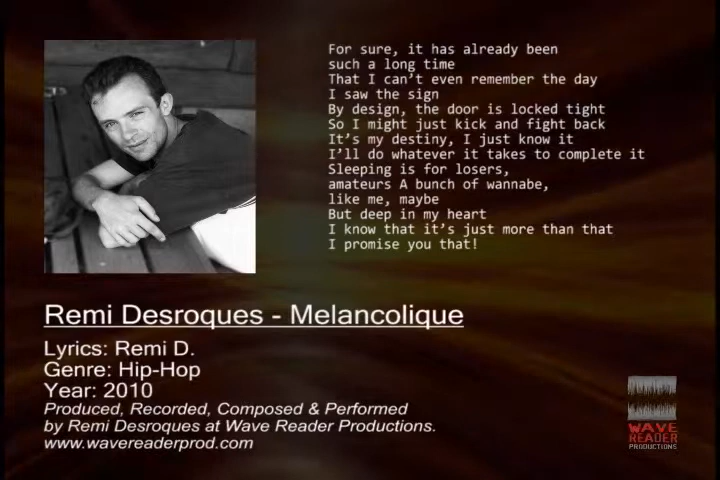 For sure, it has already been
such a long time
That I can't even remember the day
I saw the sign
By design, the door is locked tight
So I might just kick and fight back
It's my destiny, I just know it
I'll do whatever it takes to complete it
Sleeping is for losers,
amateurs A bunch of wannabe,
like me, maybe
But deep in my heart
I know that it's just more than that
I promise you that!
Remi Desroques - Melancolique
Lyrics: Remi D.
Genre: Hip-Hop
Year: 2010
Produced, Recorded, Composed & Performed
by Remi Desroques at Wave Reader Productions.
www.wavereaderprod.com
WAVE
READER
PRODUCTIONS